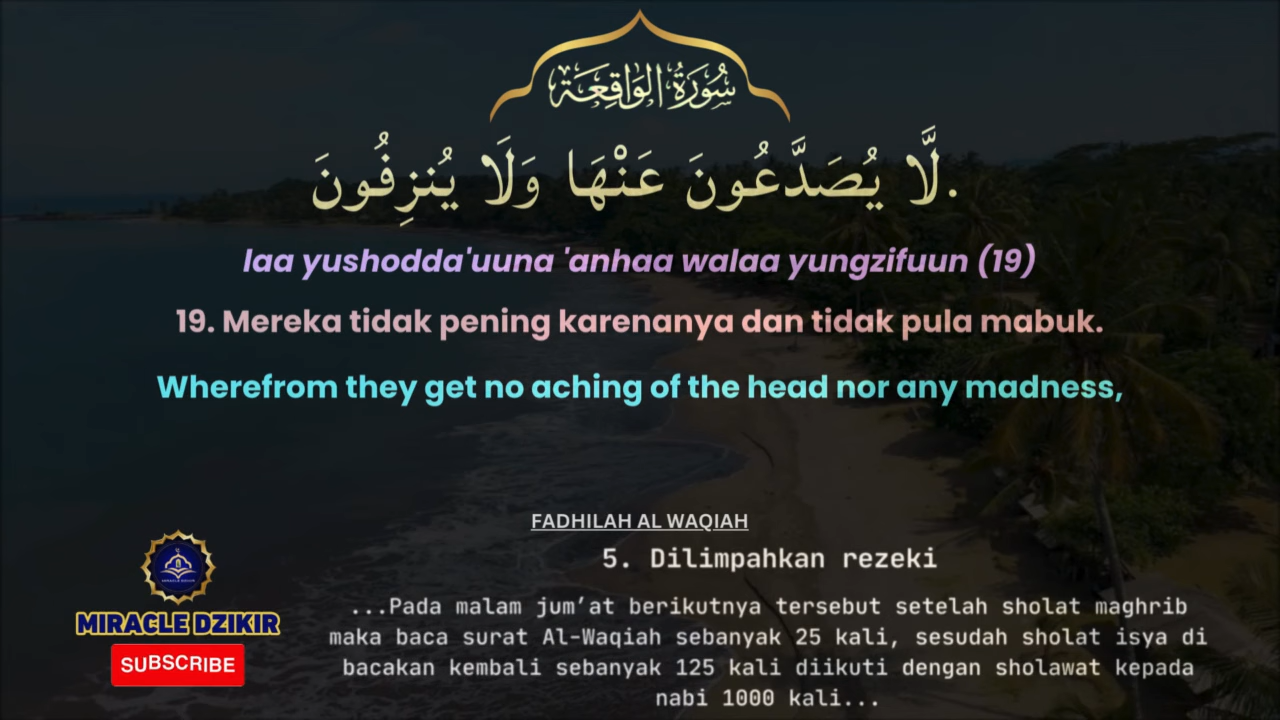 سُورَةُ الوَاقِعَة
لَّا يُصَدَّعُونَ عَنْهَا وَلَا يُنزِفُونَ.
laa yushodda'uuna 'anhaa walaa yungzifuun (19)
19. Mereka tidak pening karenanya dan tidak pula mabuk.
Wherefrom they get no aching of the head nor any madness,
FADHILAH AL WAQIAH
5. Dilimpahkan rezeki
...Pada malam jum’at berikutnya tersebut setelah sholat maghrib
maka baca surat Al-Waqiah sebanyak 25 kali, sesudah sholat isya di
bacakan kembali sebanyak 125 kali diikuti dengan sholawat kepada
nabi 1000 kali...
MIRACLE DZIKIR
MIRACLE DZIKIR
SUBSCRIBE